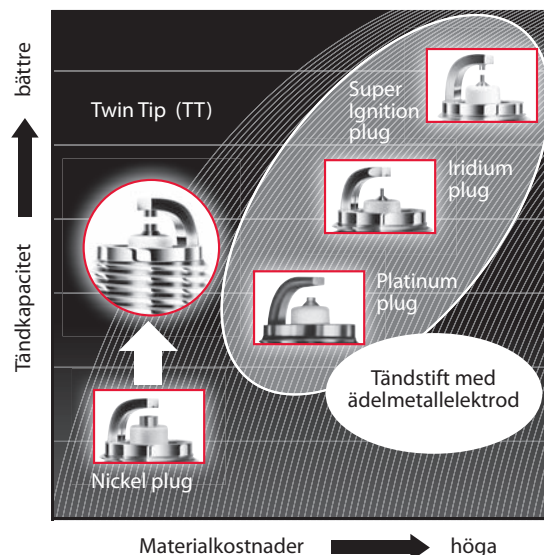 bättre
Tändkapacitet
Twin Tip (TT)
Super
Ignition
plug
Iridium
plug
Platinum
plug
Tändstift med
ädelmetallelektrod
Nickel plug
Materialkostnader
höga